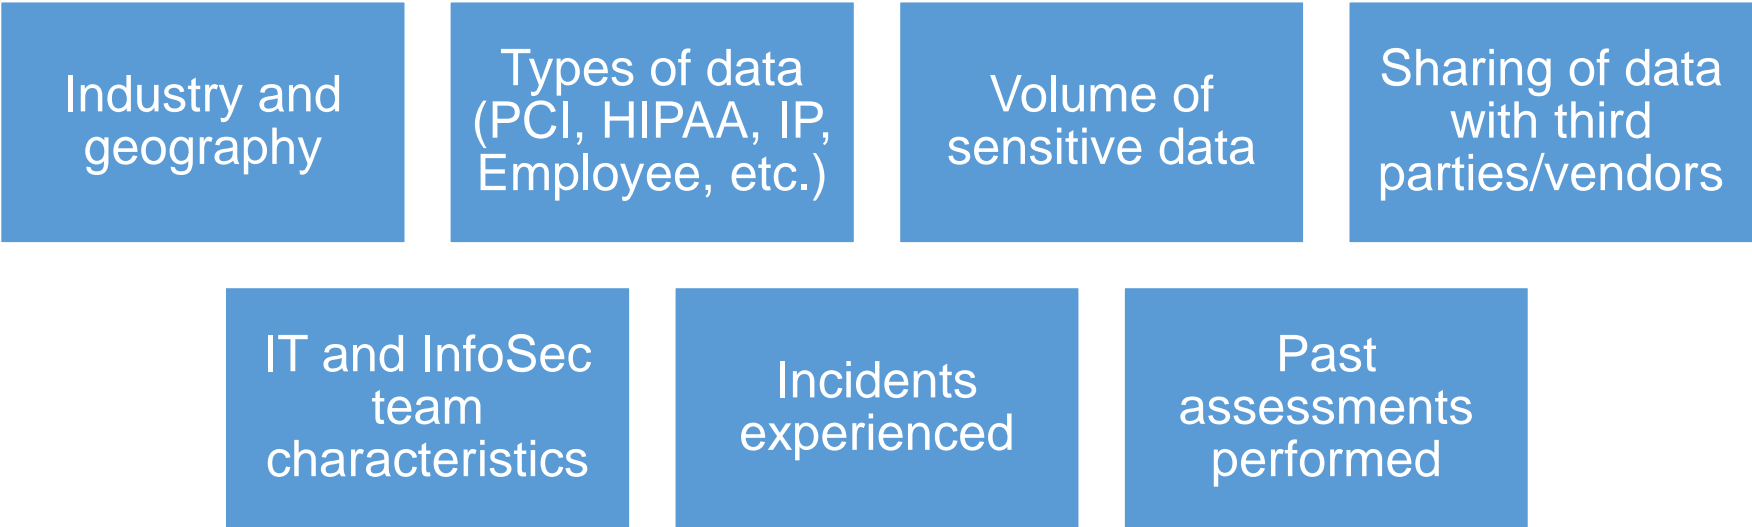 Industry and
geography
Types of data
(PCI, HIPAA, IP,
Employee, etc.)
Volume of
sensitive data
Sharing of data
with third
parties/vendors
IT and InfoSec
team
characteristics
Incidents
experienced
Past
assessments
performed